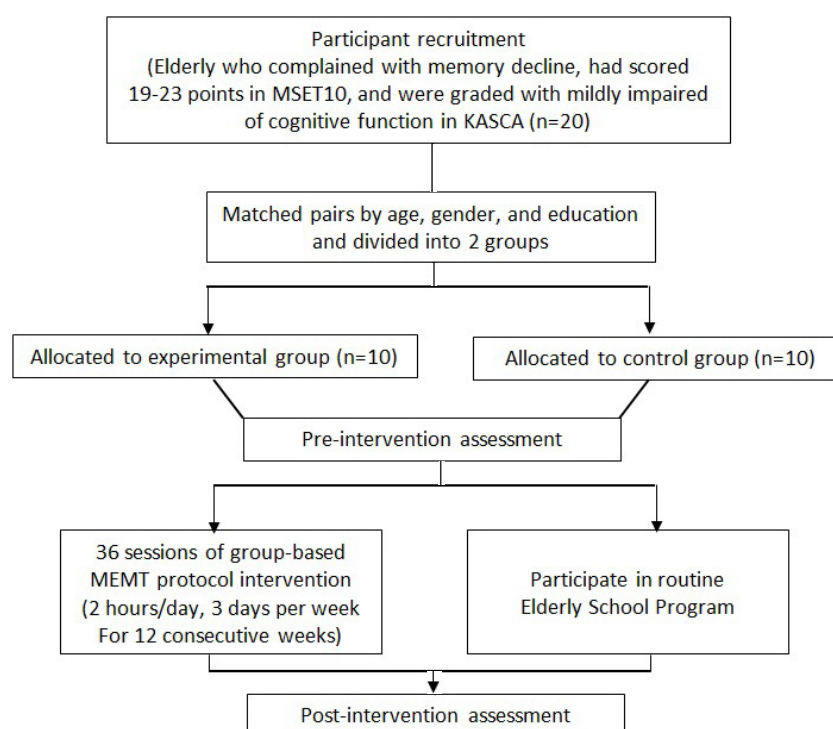 Participant recruitment
(Elderly who complained with memory decline, had scored
19-23 points in MSET10, and were graded with mildly impaired
of cognitive function in KASCA (n=20)
Matched pairs by age, gender, and education
and divided into 2 groups
Allocated to experimental group (n=10)
Allocated to control group (n=10)
Pre-intervention assessment
36 sessions of group-based
MEMT protocol intervention
(2 hours/day, 3 days per week
For 12 consecutive weeks)
Participate in routine
Elderly School Program
Post-intervention assessment